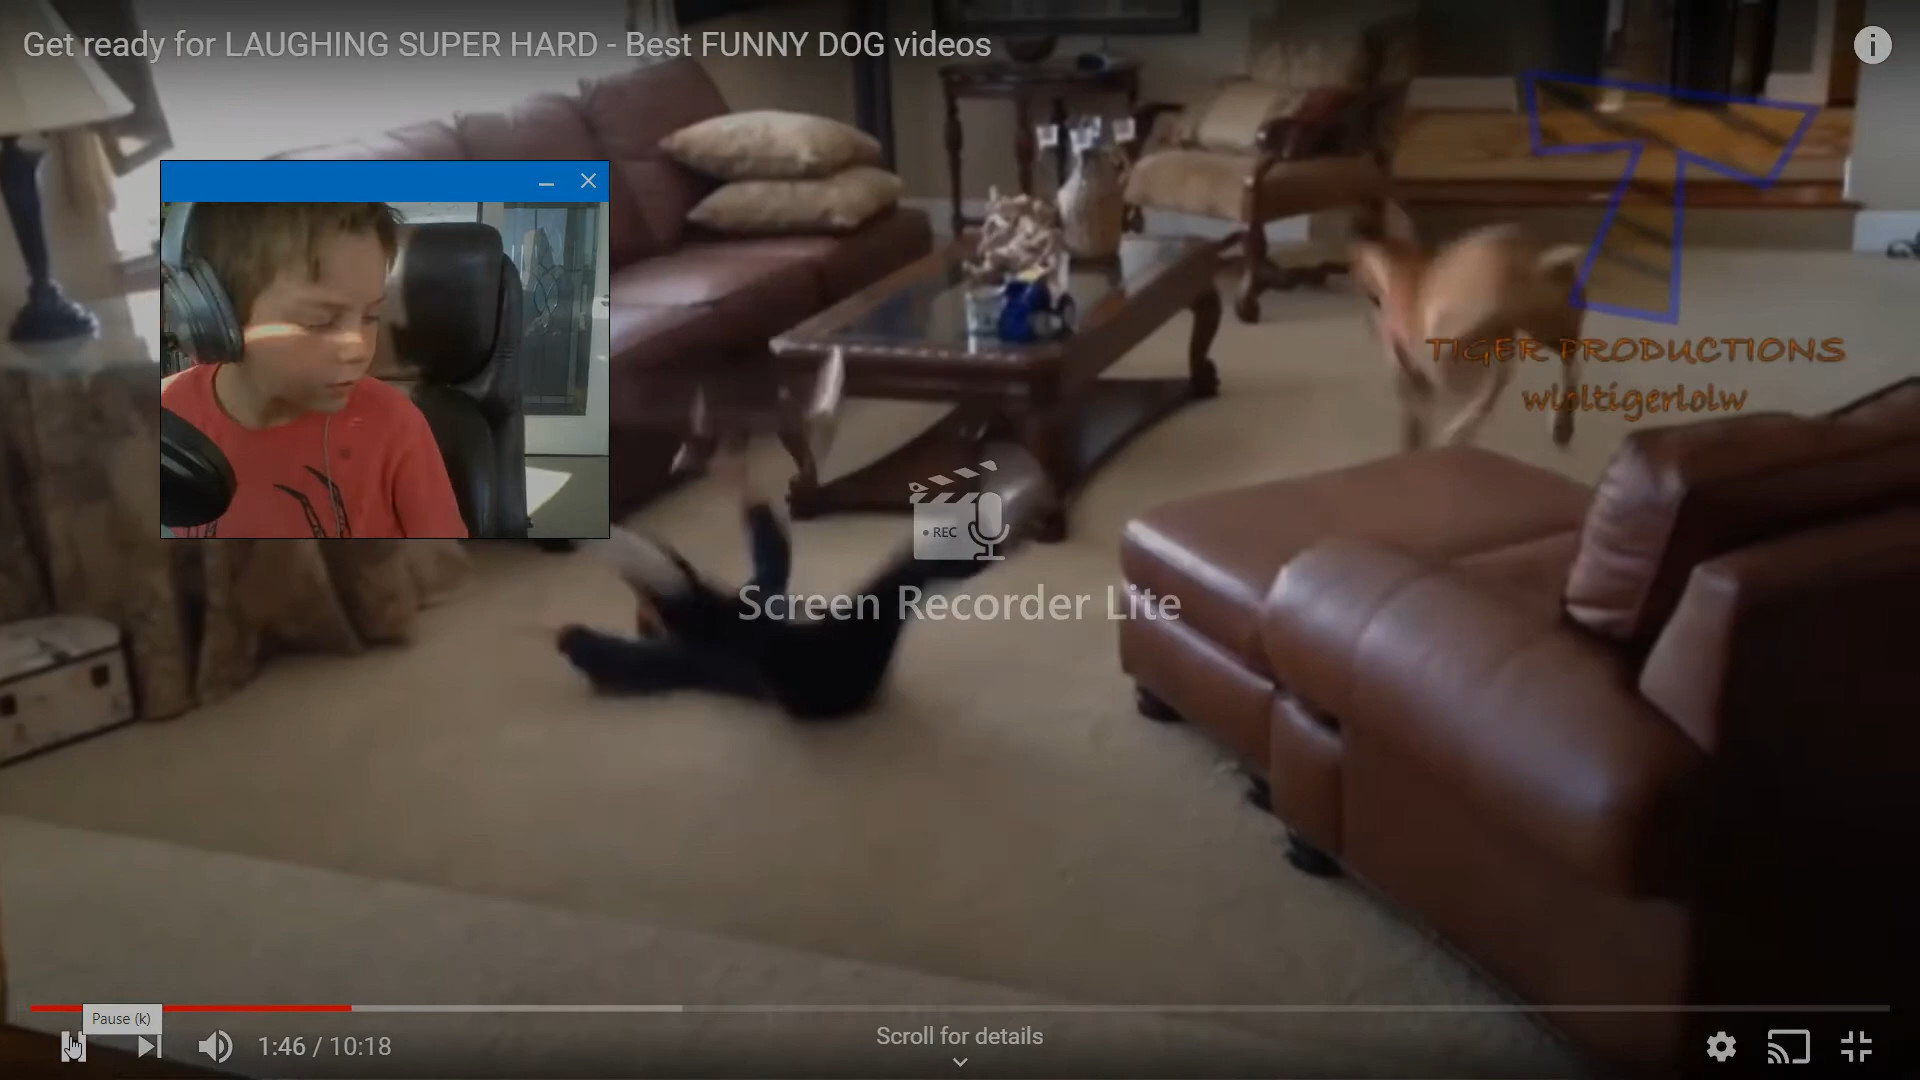 Get ready for LAUGHING SUPER HARD - Best FUNNY DOG videos
TIGER PRODUCTIONS
wloltigerlolw
REC
Screen Recorder Lite
Pause (k)
1:46 / 10:18
Scroll for details